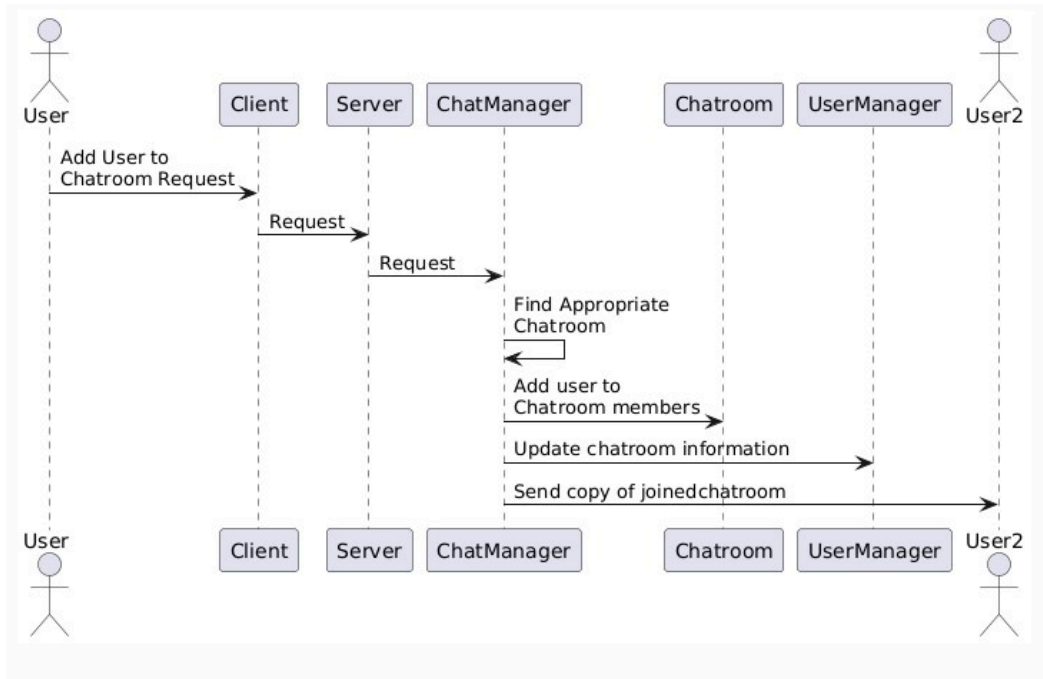 User
Client
Server
ChatManager
Chatroom
UserManager
User2
Add User to
Chatroom Request
Request
Request
Find Appropriate
Chatroom
Add user to
Chatroom members
Update chatroom information
Send copy of joinedchatroom
User
Client
Server
ChatManager
Chatroom
UserManager
User2